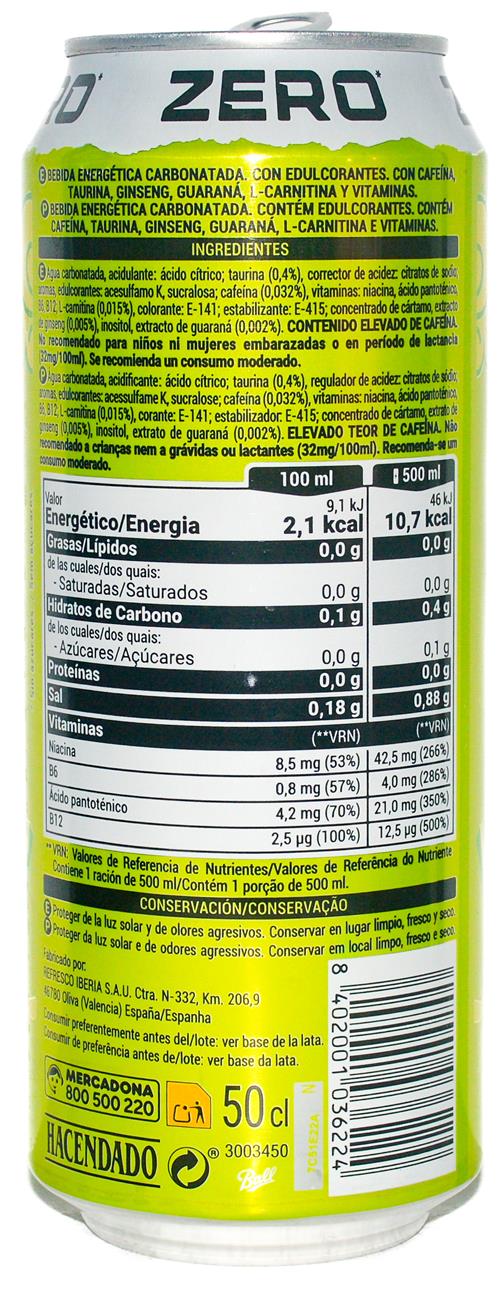 RO*
ZERO*
E BEBIDA ENERGÉTICA CARBONATADA. CON EDULCORANTES. CON CAFEÍNA,
TAURINA, GINSENG, GUARANÁ, L-CARNITINA Y VITAMINAS.
P BEBIDA ENERGÉTICA CARBONATADA. CONTÉM EDULCORANTES. CONTÉM
CAFEÍNA, TAURINA, GINSENG, GUARANÁ, L-CARNITINA E VITAMINAS.
INGREDIENTES
E Agua carbonatada, acidulante: ácido cítrico; taurina (0,4%), corrector de acidez: citratos de sodio;
aromas, edulcorantes: acesulfamo K, sucralosa; cafeína (0,032%), vitaminas: niacina, ácido pantoténico,
B6, B12; L-carnitina (0,015%), colorante: E-141; estabilizante: E-415; concentrado de cártamo, extracto
de ginseng (0,005%), inositol, extracto de guaraná (0,002%). CONTENIDO ELEVADO DE CAFEÍNA.
No recomendado para niños ni mujeres embarazadas o en período de lactancia
(32mg/100ml). Se recomienda un consumo moderado.
P Água carbonatada, acidificante: ácido cítrico; taurina (0,4%), regulador de acidez: citratos de sódio;
aromas, edulcorantes: acesulfame K, sucralose; cafeína (0,032%), vitaminas: niacina, ácido pantoténico,
B6, B12; L-carnitina (0,015%), corante: E-141; estabilizador: E-415; concentrado de cártamo, extrato de
ginseng (0,005%), inositol, extrato de guaraná (0,002%). ELEVADO TEOR DE CAFEÍNA. Não
recomendado a crianças nem a grávidas ou lactantes (32mg/100ml). Recomenda-se um
consumo moderado.
100 ml 500 ml
Valor 9,1 kJ 46 kJ
Energético/Energia 2,1 kcal 10,7 kcal
Grasas/Lípidos 0,0 g 0,0 g
de las cuales/dos quais:
- Saturadas/Saturados 0,0 g 0,0 g
Hidratos de Carbono 0,1 g 0,4 g
de los cuales/dos quais:
- Azúcares/Açúcares 0,0 g 0,1 g
Proteínas 0,0 g 0,0 g
Sal 0,18 g 0,88 g
Vitaminas (**VRN) (**VRN)
Niacina 8,5 mg (53%) 42,5 mg (266%)
B6 0,8 mg (57%) 4,0 mg (286%)
Ácido pantoténico 4,2 mg (70%) 21,0 mg (350%)
B12 2,5 µg (100%) 12,5 µg (500%)
**VRN: Valores de Referencia de Nutrientes/Valores de Referência do Nutriente
Contiene 1 ración de 500 ml/Contém 1 porção de 500 ml.
CONSERVACIÓN/CONSERVAÇÃO
E Proteger de la luz solar y de olores agresivos. Conservar en lugar limpio, fresco y seco.
P Proteger da luz solar e de odores agressivos. Conservar em local limpo, fresco e seco.
Fabricado por:
REFRESCO IBERIA S.A.U. Ctra. N-332, Km. 206,9
46780 Oliva (Valencia) España/Espanha
Consumir preferentemente antes del/lote: ver base de la lata.
Consumir de preferência antes de/lote: ver base da lata.
MERCADONA
800 500 220
50 cl
HACENDADO
® 3003450
Ball
7C51E22A N
8 402001 036224